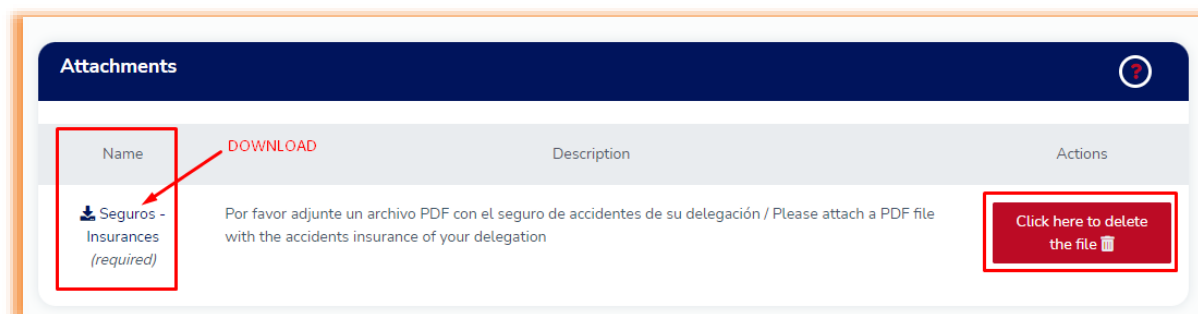 Attachments
?
Name
DOWNLOAD
Description
Actions
Seguros -
Insurances
(required)
Por favor adjunte un archivo PDF con el seguro de accidentes de su delegación / Please attach a PDF file
with the accidents insurance of your delegation
Click here to delete
the file